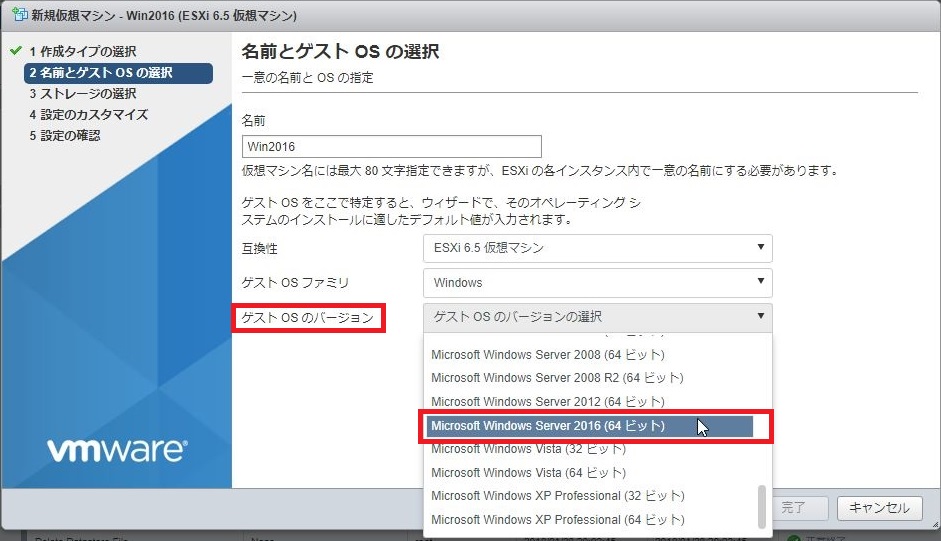 新規仮想マシン - Win2016 (ESXi 6.5 仮想マシン)
1 作成タイプの選択
2 名前とゲスト OS の選択
3 ストレージの選択
4 設定のカスタマイズ
5 設定の確認
vmware
名前とゲスト OS の選択
一意の名前と OS の指定
名前
Win2016
仮想マシン名には最大 80 文字指定できますが、ESXi の各インスタンス内で一意の名前にする必要があります。
ゲスト OS をここで特定すると、ウィザードで、そのオペレーティング シ
ステムのインストールに適したデフォルト値が入力されます。
互換性
ESXi 6.5 仮想マシン
ゲスト OS ファミリ
Windows
ゲスト OS のバージョン
ゲスト OS のバージョンの選択
Microsoft Windows Server 2008 (64 ビット)
Microsoft Windows Server 2008 R2 (64 ビット)
Microsoft Windows Server 2012 (64 ビット)
Microsoft Windows Server 2016 (64 ビット)
Microsoft Windows Vista (32 ビット)
Microsoft Windows Vista (64 ビット)
Microsoft Windows XP Professional (32 ビット)
Microsoft Windows XP Professional (64 ビット)
完了
キャンセル